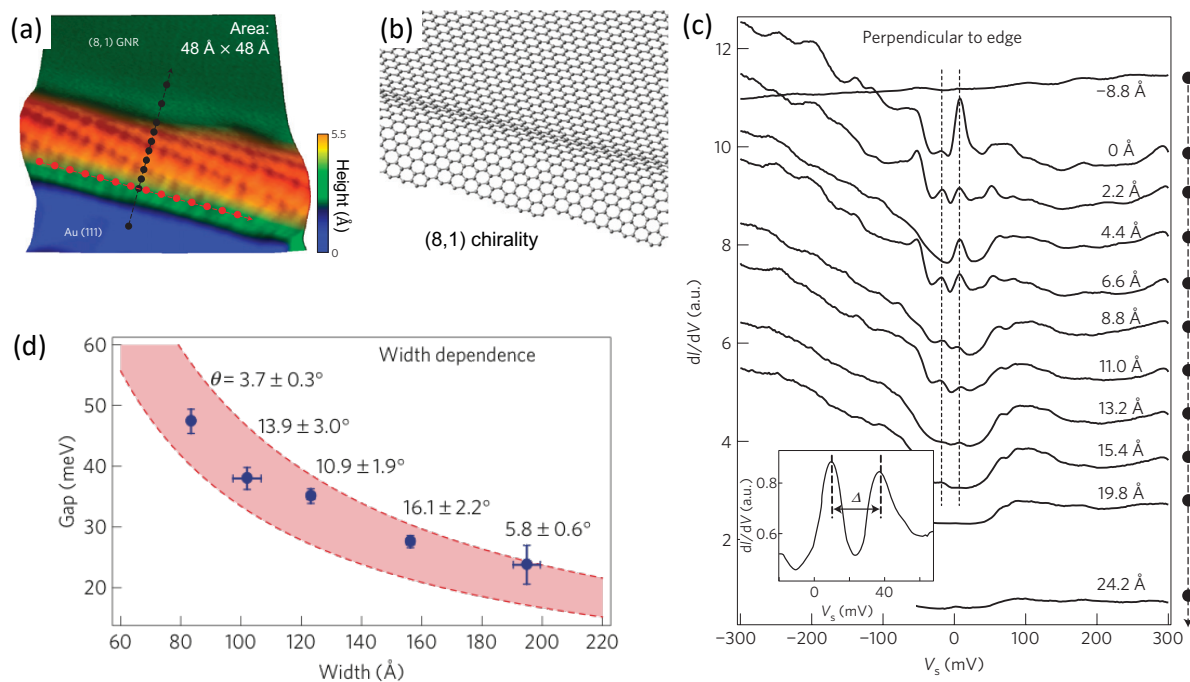 (a)
(8, 1) GNR
Area:
48 Å × 48 Å
Au (111)
5.5
0
Height (Å)
(b)
(8,1) chirality
(c)
Perpendicular to edge
12
10
8
6
4
2
dI/dV (a.u.)
−8.8 Å
0 Å
2.2 Å
4.4 Å
6.6 Å
8.8 Å
11.0 Å
13.2 Å
15.4 Å
19.8 Å
24.2 Å
−300 −200 −100 0 100 200 300
Vs (mV)
0.8
0.6
dI/dV (a.u.)
Δ
0 40
Vs (mV)
(d)
Width dependence
60
50
40
30
20
Gap (meV)
θ = 3.7 ± 0.3°
13.9 ± 3.0°
10.9 ± 1.9°
16.1 ± 2.2°
5.8 ± 0.6°
60 80 100 120 140 160 180 200 220
Width (Å)